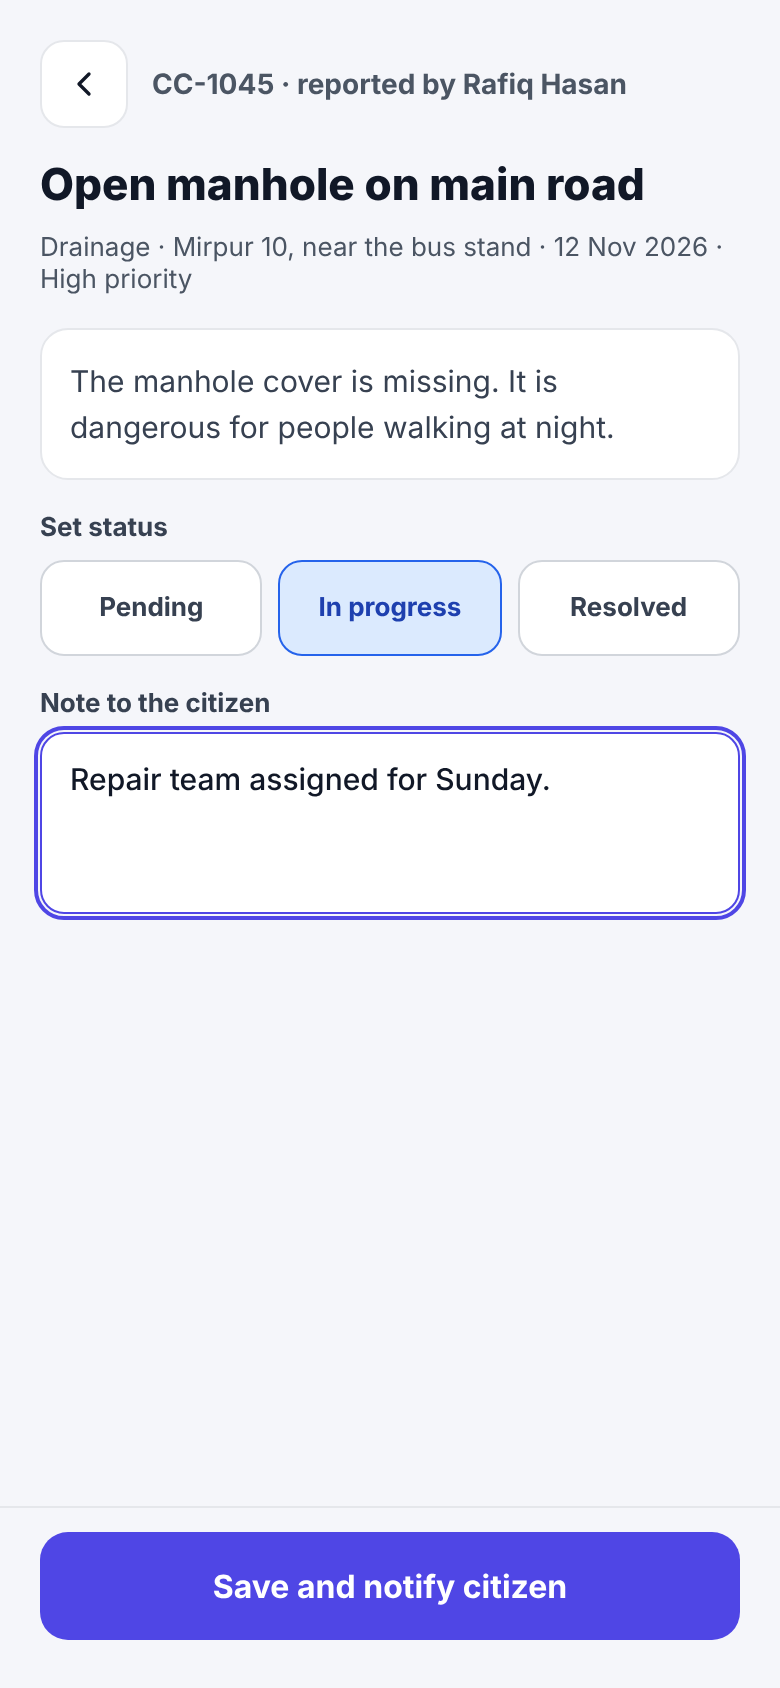 CC-1045 · reported by Rafiq Hasan
Open manhole on main road
Drainage · Mirpur 10, near the bus stand · 12 Nov 2026 ·
High priority
The manhole cover is missing. It is
dangerous for people walking at night.
Set status
Pending
In progress
Resolved
Note to the citizen
Repair team assigned for Sunday.
Save and notify citizen